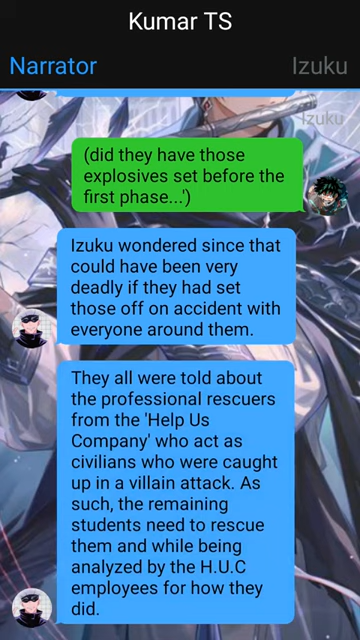 Kumar TS
Narrator
Izuku
Izuku
(did they have those
explosives set before the
first phase...')
Izuku wondered since that
could have been very
deadly if they had set
those off on accident with
everyone around them.
They all were told about
the professional rescuers
from the 'Help Us
Company' who act as
civilians who were caught
up in a villain attack. As
such, the remaining
students need to rescue
them and while being
analyzed by the H.U.C
employees for how they
did.